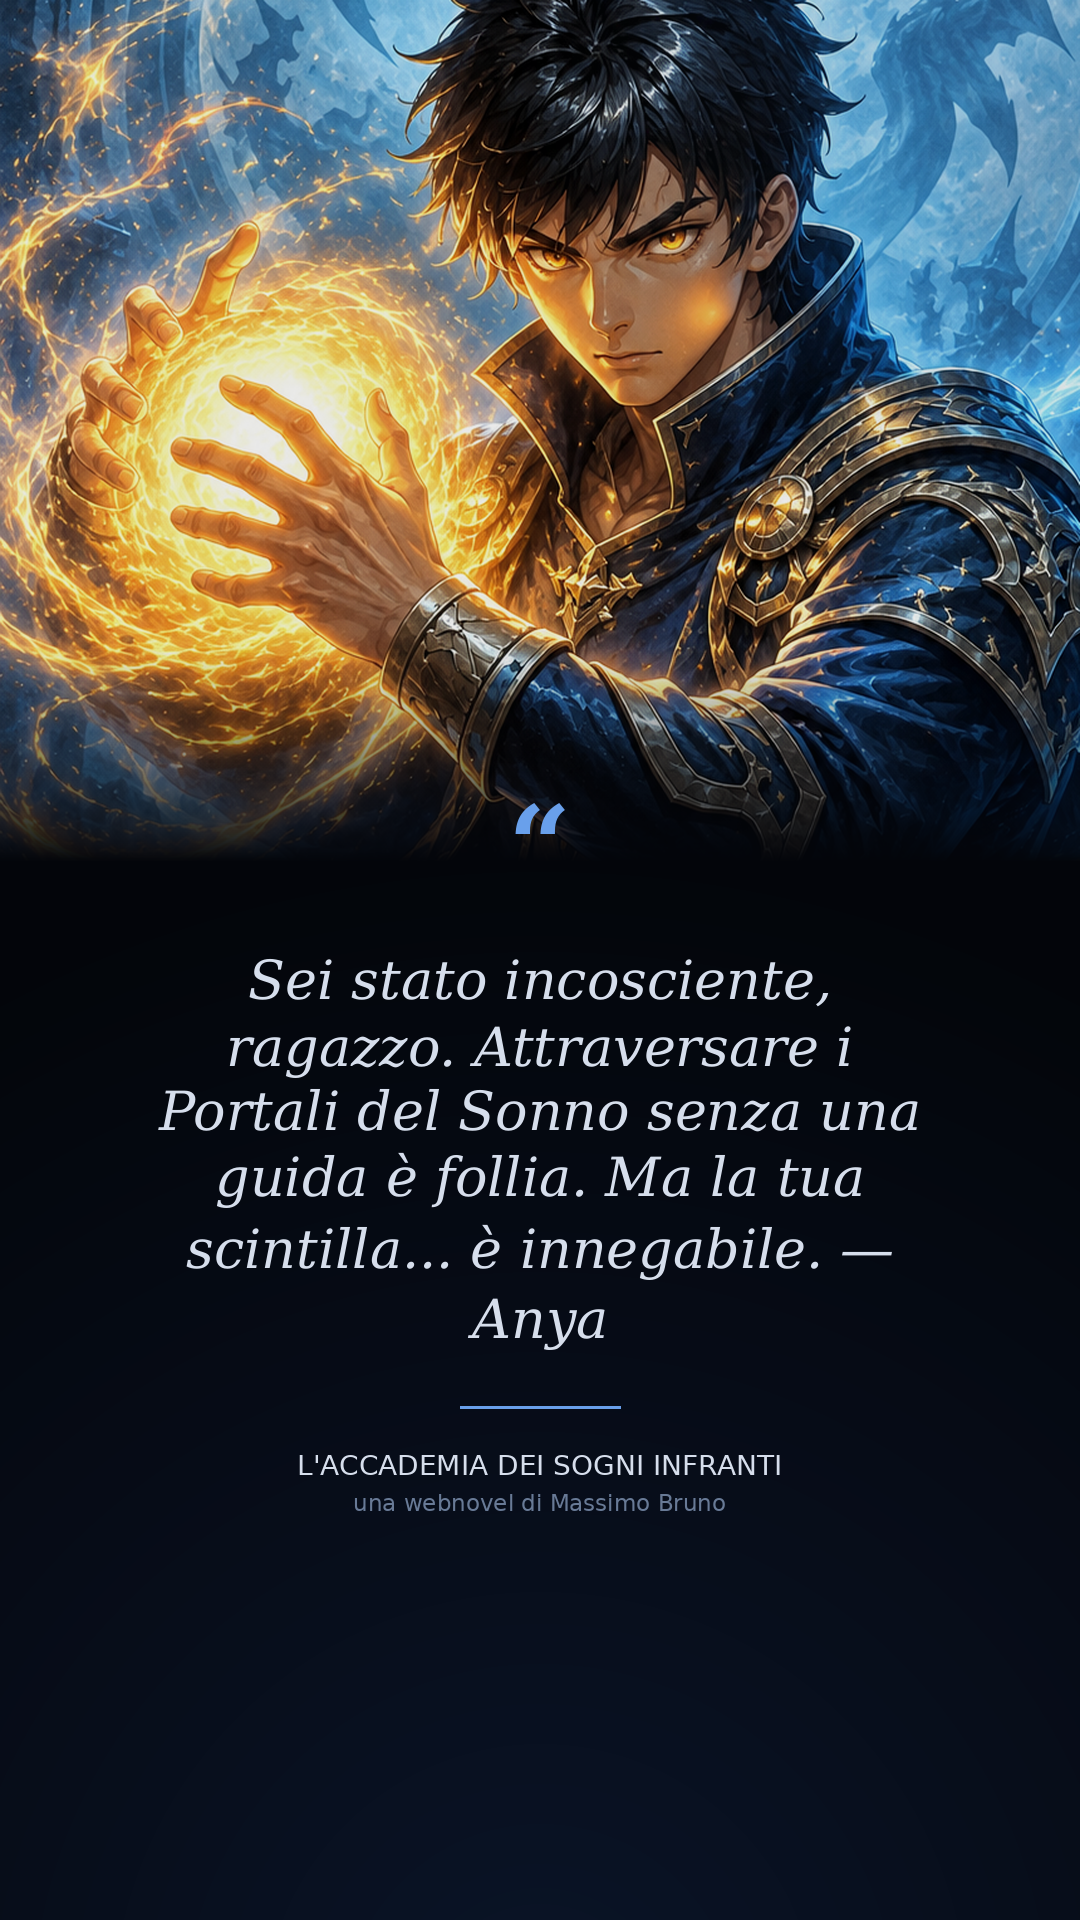 “
Sei stato incosciente,
ragazzo. Attraversare i
Portali del Sonno senza una
guida è follia. Ma la tua
scintilla... è innegabile. —
Anya
L'ACCADEMIA DEI SOGNI INFRANTI
una webnovel di Massimo Bruno